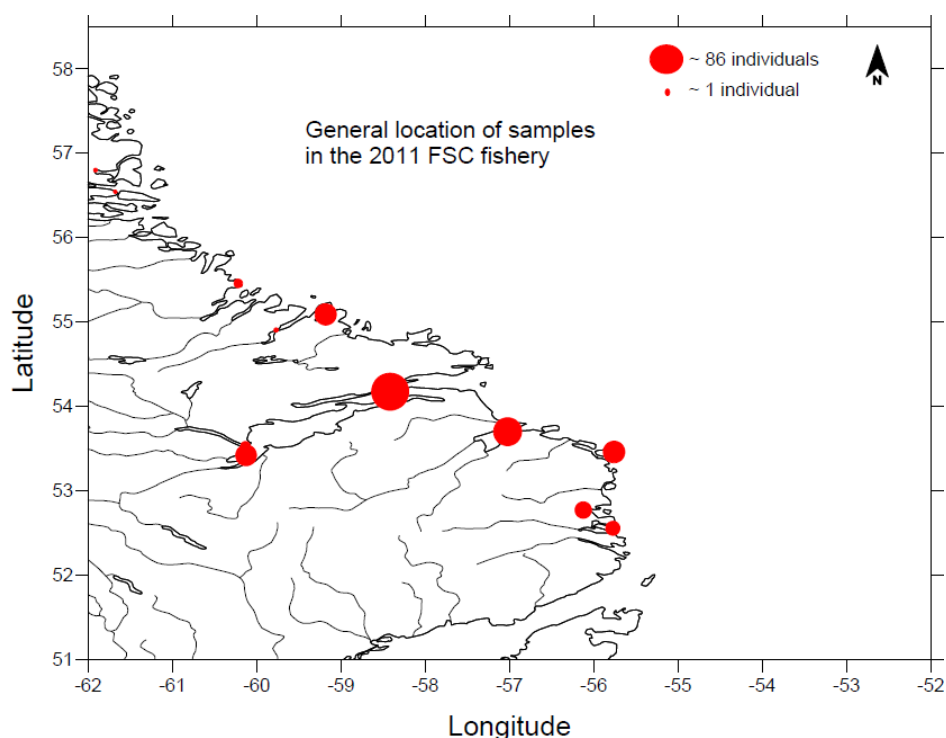 ~ 86 individuals
~ 1 individual
N
General location of samples
in the 2011 FSC fishery
58
57
56
55
54
53
52
51
Latitude
-62 -61 -60 -59 -58 -57 -56 -55 -54 -53 -52
Longitude